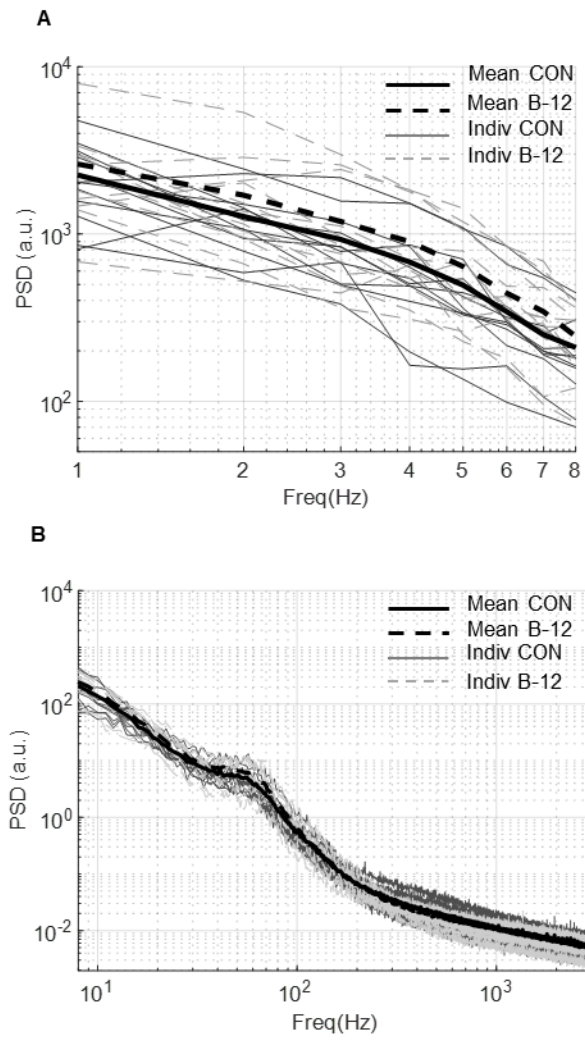 A
10^4
10^3
10^2
PSD (a.u.)
Mean CON
Mean B-12
Indiv CON
Indiv B-12
1 2 3 4 5 6 7 8
Freq(Hz)
B
10^4
10^2
10^0
10^-2
PSD (a.u.)
Mean CON
Mean B-12
Indiv CON
Indiv B-12
10^1 10^2 10^3
Freq(Hz)